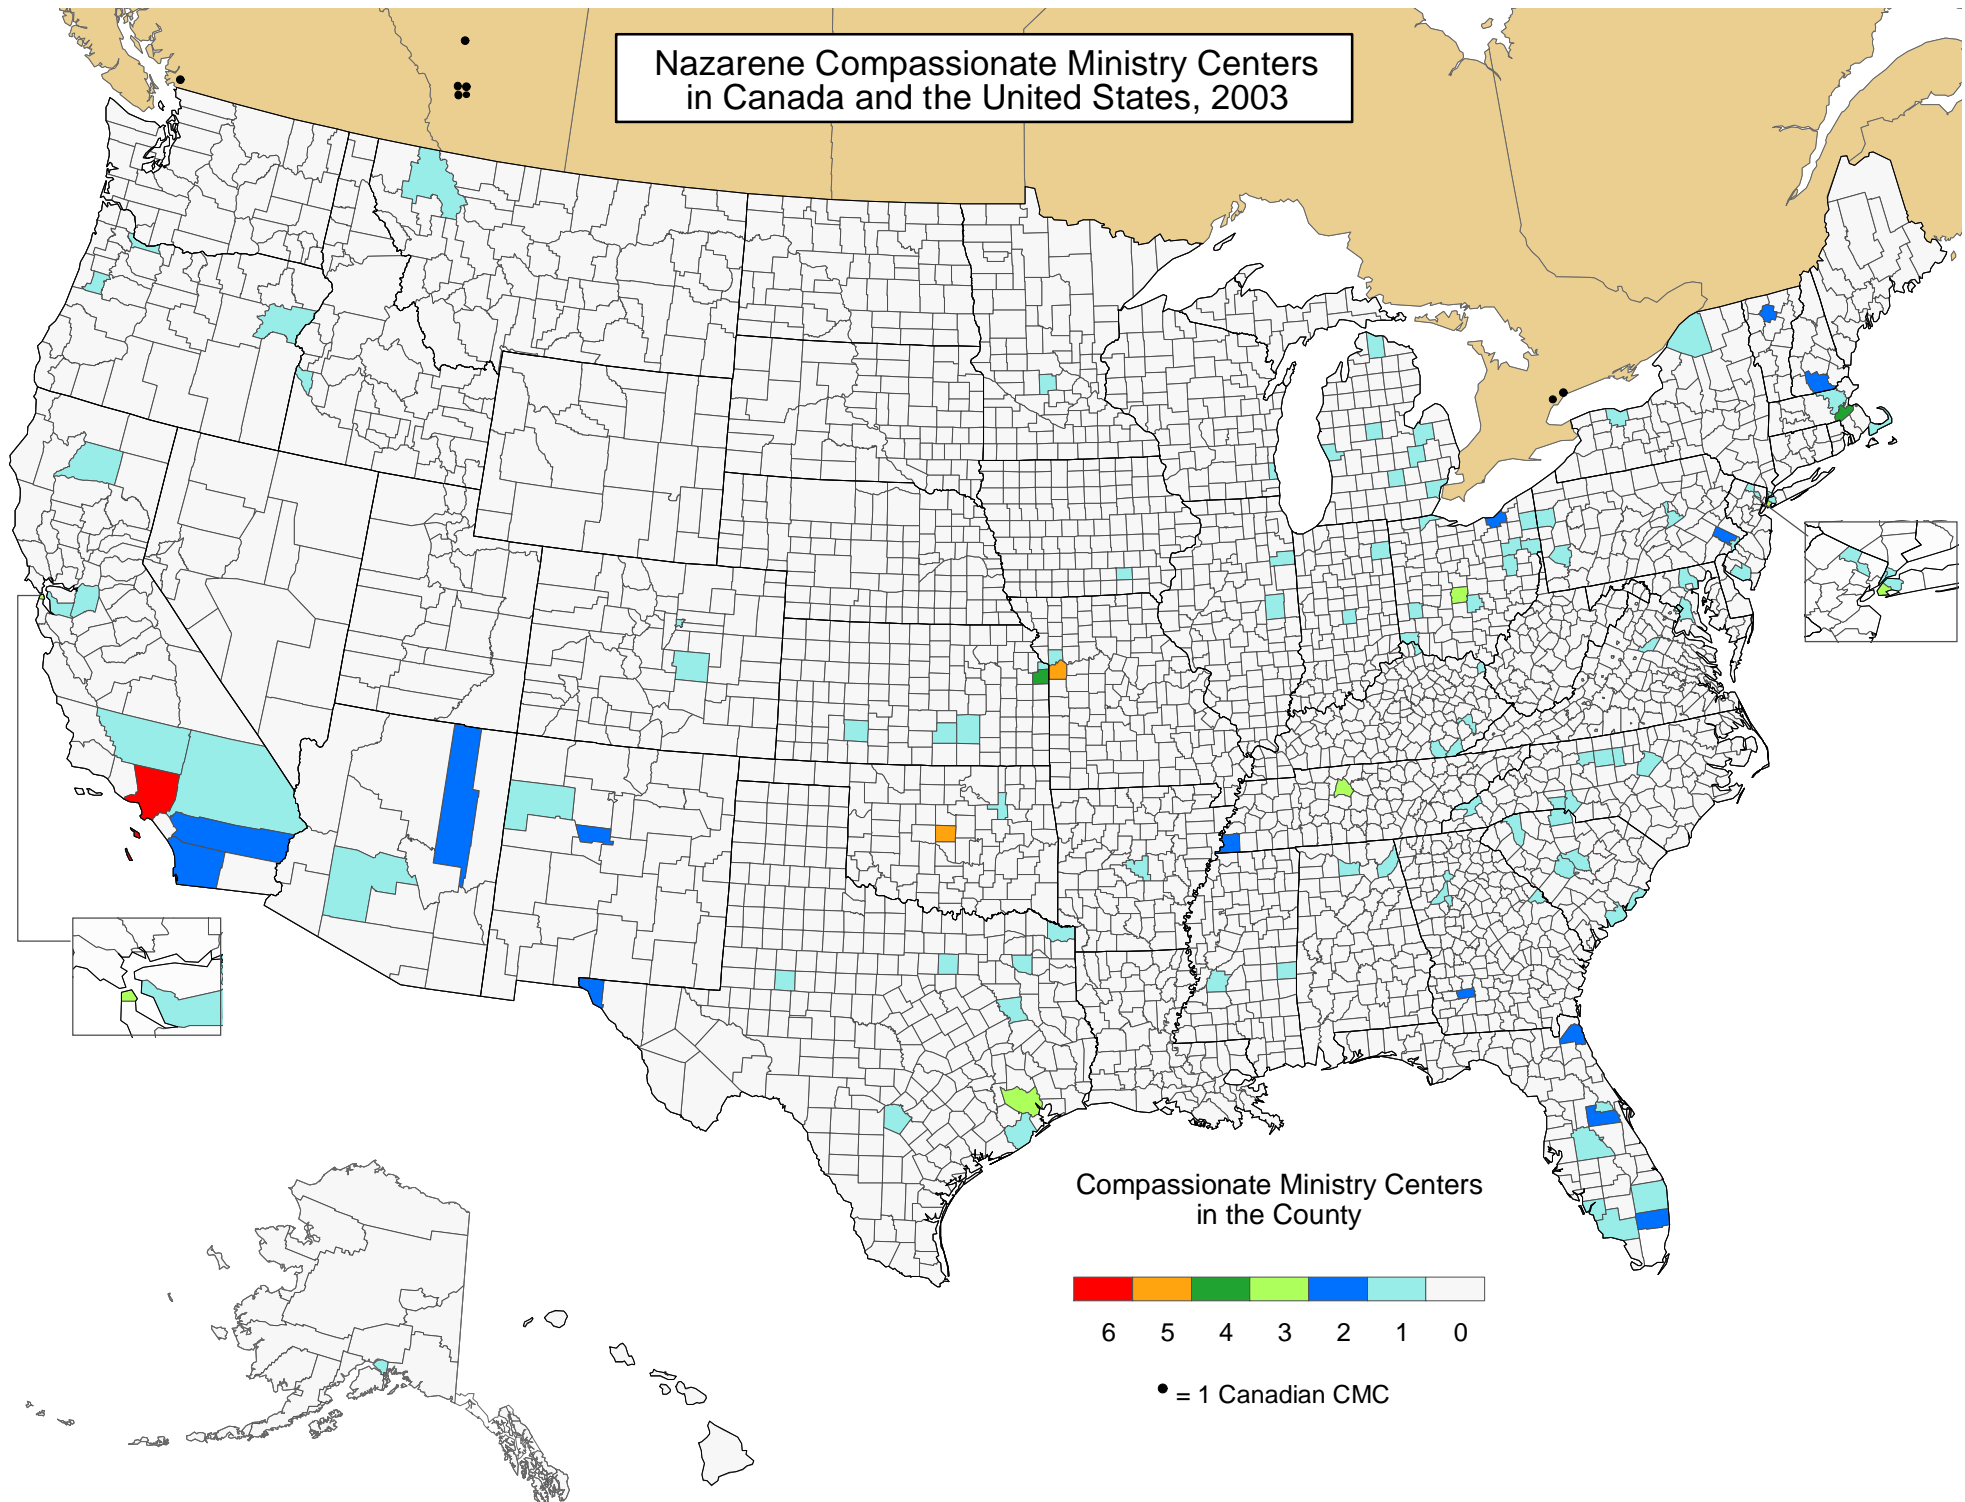 Nazarene Compassionate Ministry Centers
in Canada and the United States, 2003
Compassionate Ministry Centers
in the County
6 5 4 3 2 1 0
= 1 Canadian CMC